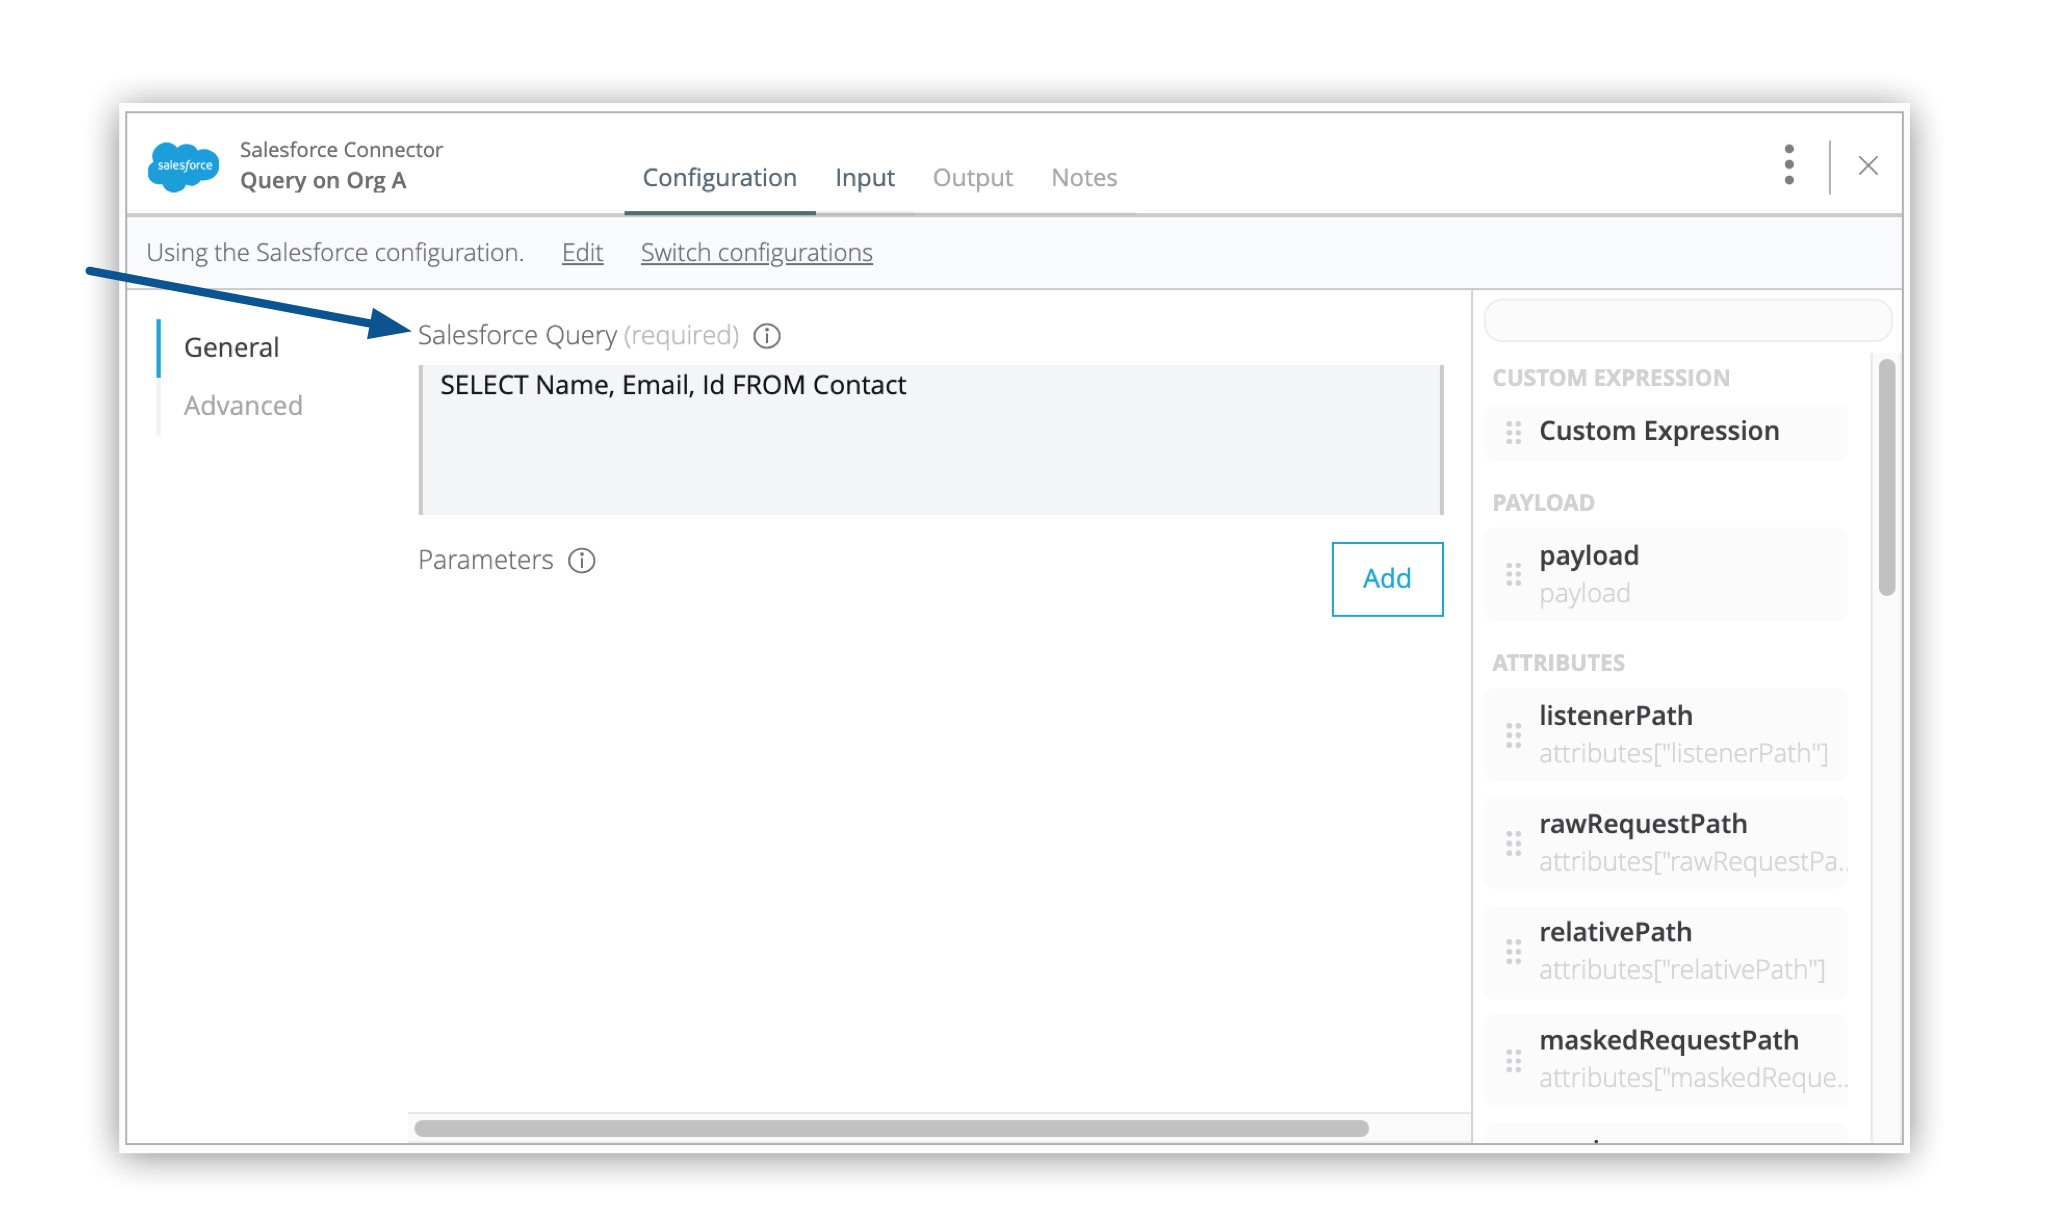 salesforce
Salesforce Connector
Query on Org A
Configuration
Input
Output
Notes
Using the Salesforce configuration.
Edit
Switch configurations
General
Advanced
Salesforce Query (required)
SELECT Name, Email, Id FROM Contact
Parameters
Add
CUSTOM EXPRESSION
Custom Expression
PAYLOAD
payload
payload
ATTRIBUTES
listenerPath
attributes["listenerPath"]
rawRequestPath
attributes["rawRequestPa..
relativePath
attributes["relativePath"]
maskedRequestPath
attributes["maskedReque..